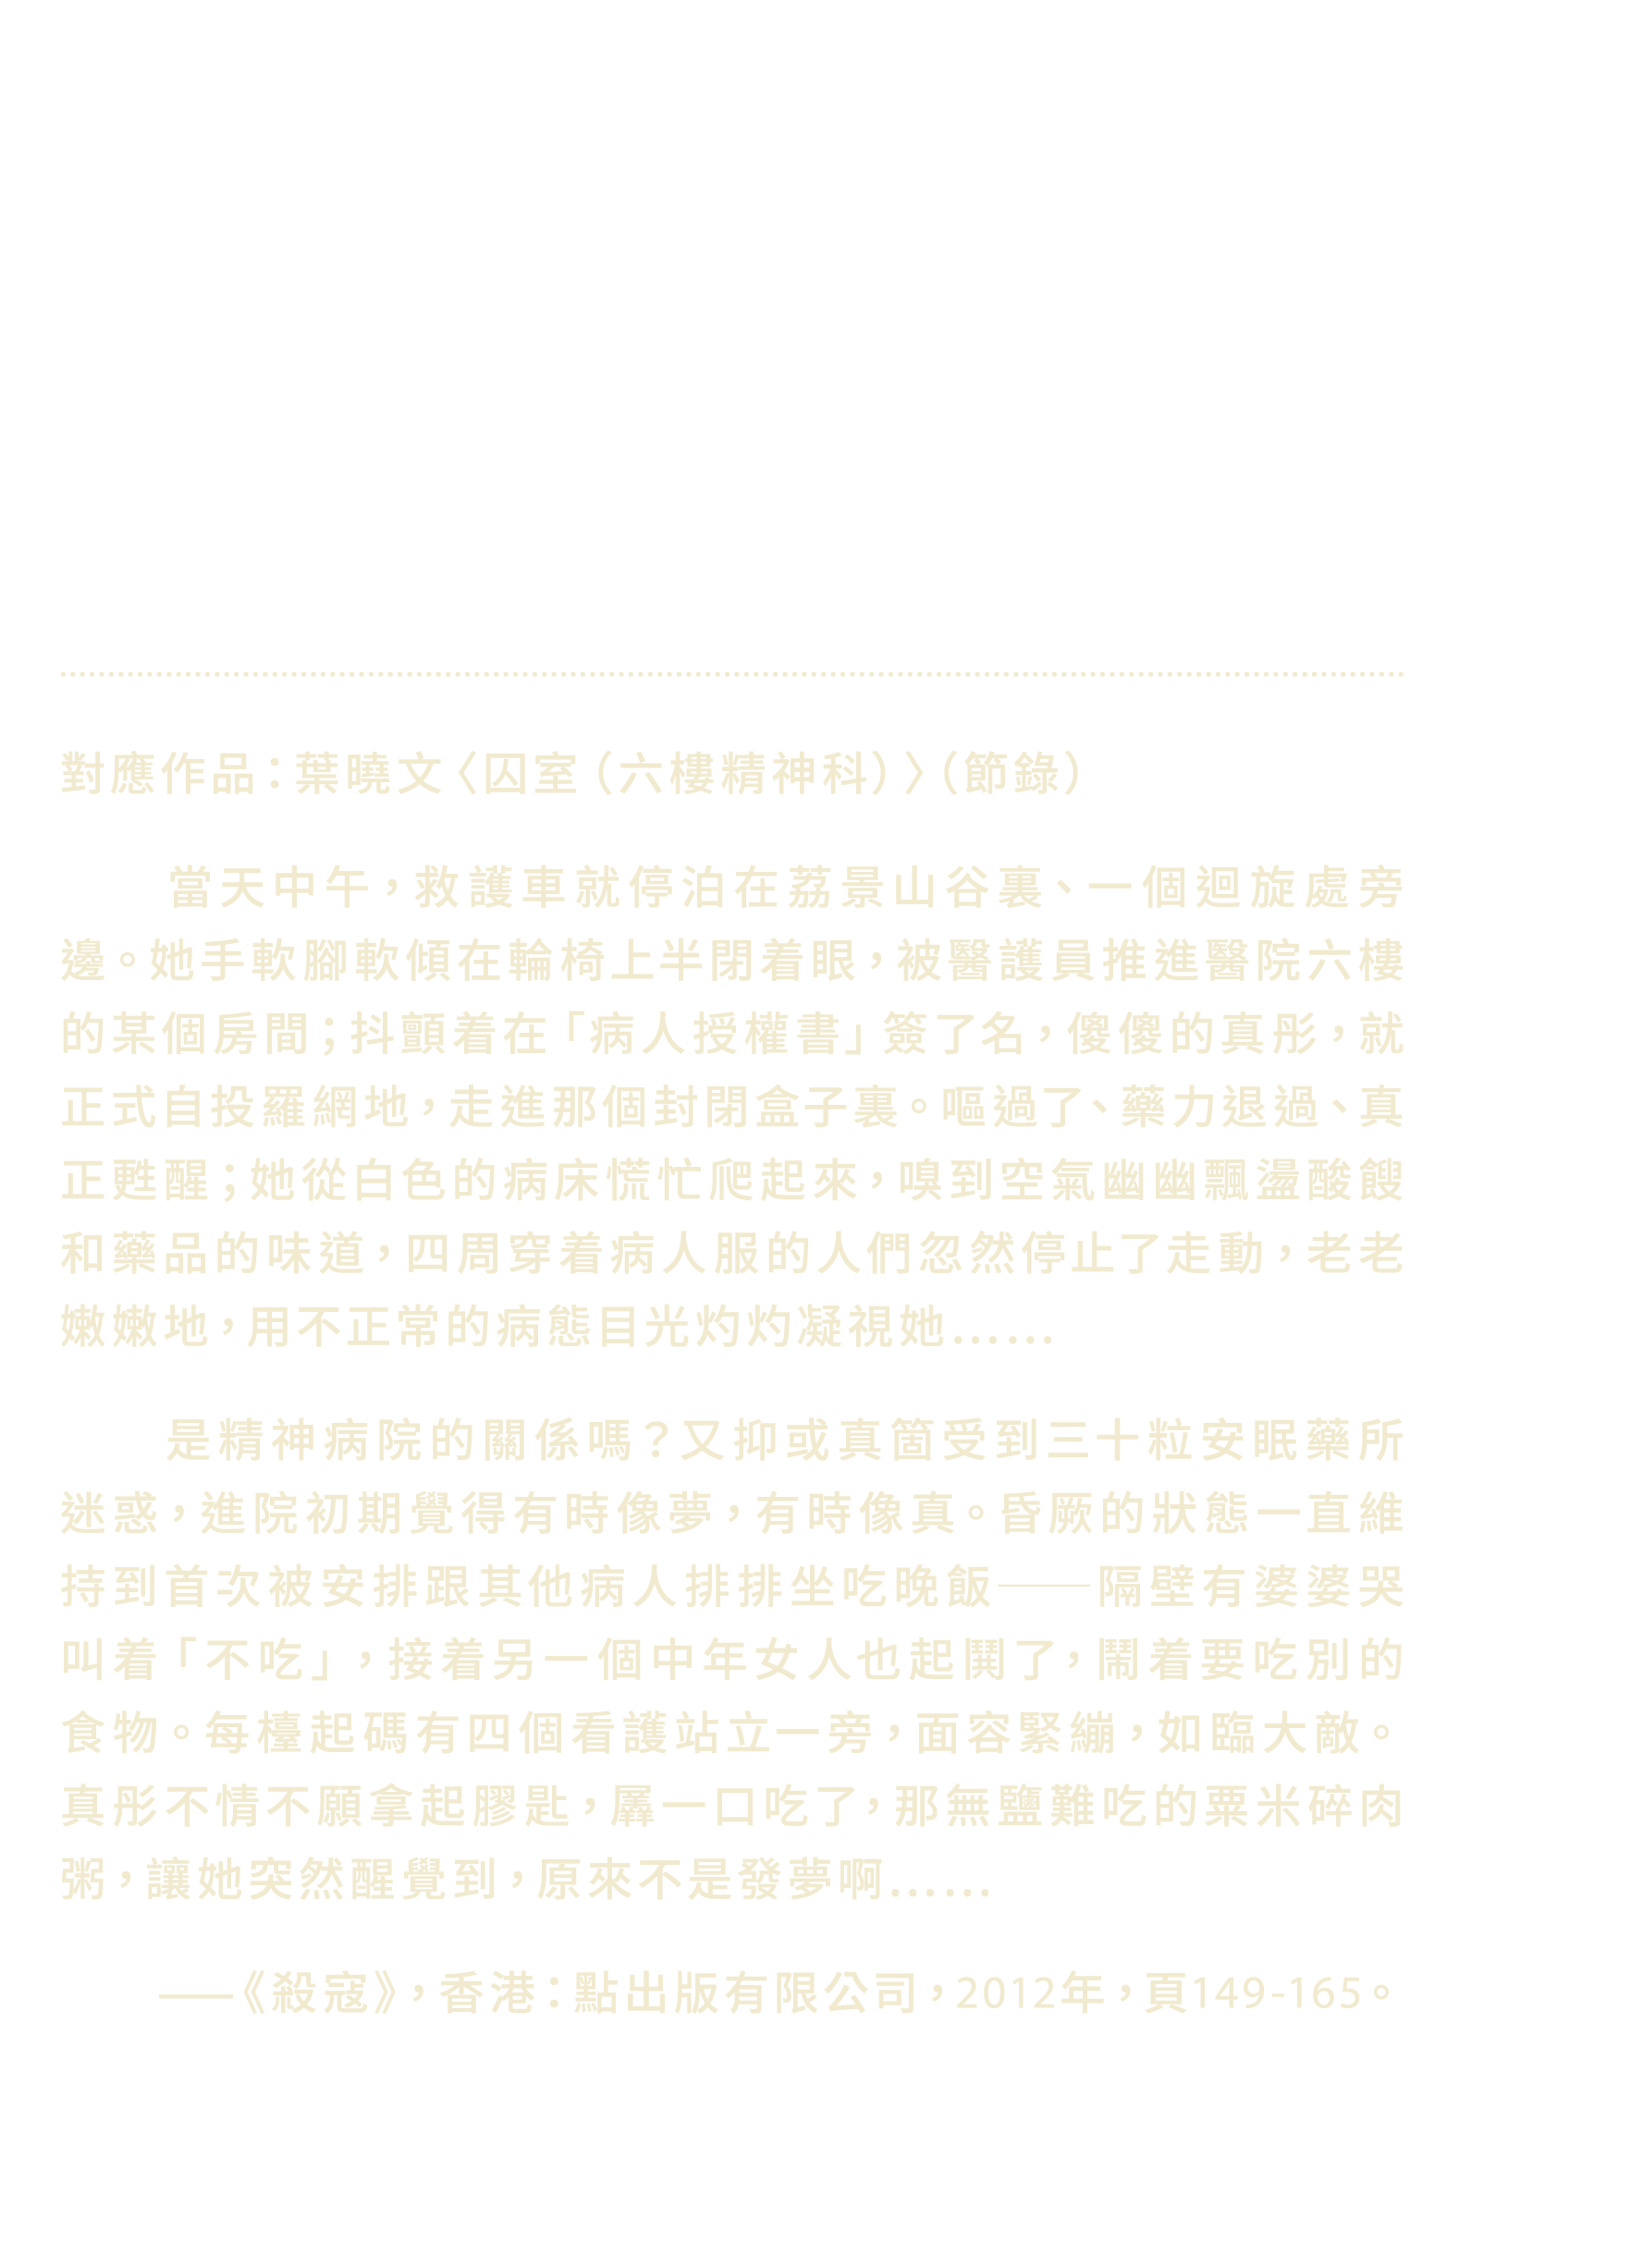 對應作品：葉曉文〈囚室（六樓精神科）〉（節錄）
當天中午，救護車就停泊在荔景山谷裏、一個迴旋處旁
邊。她手軟腳軟傾在輪椅上半閉着眼，被醫護員推進醫院六樓
的某個房間；抖顫着在「病人授權書」簽了名，傻傻的真彤，就
正式自投羅網地，走進那個封閉盒子裏。嘔過了、藥力退過、真
正甦醒；她從白色的病床慌忙爬起來，嗅到空氣幽幽飄盪酸餿
和藥品的味道，四周穿着病人服的人們忽然停止了走動，老老
嫩嫩地，用不正常的病態目光灼灼凝視她……
是精神病院的關係嗎？又抑或真箇受到三十粒安眠藥所
迷惑，進院初期覺得有時像夢，有時像真。昏厥的狀態一直維
持到首次被安排跟其他病人排排坐吃晚飯——隔壁有婆婆哭
叫着「不吃」，接着另一個中年女人也起鬨了，鬧着要吃別的
食物。每檯起碼有四個看護站立一旁，面容緊繃，如臨大敵。
真彤不情不願拿起膠匙，羼一口吃了，那無鹽難吃的粟米碎肉
粥，讓她突然醒覺到，原來不是發夢啊……
——《殺寇》，香港：點出版有限公司，2012年，頁149-165。